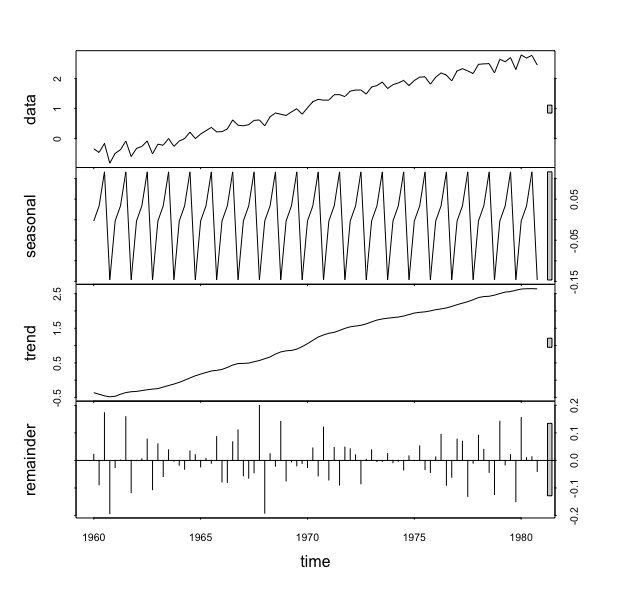 data
0 1 2
seasonal
-0.15 -0.05 0.05
trend
-0.5 0.5 1.5 2.5
remainder
-0.2 -0.1 0.0 0.1 0.2
1960 1965 1970 1975 1980
time